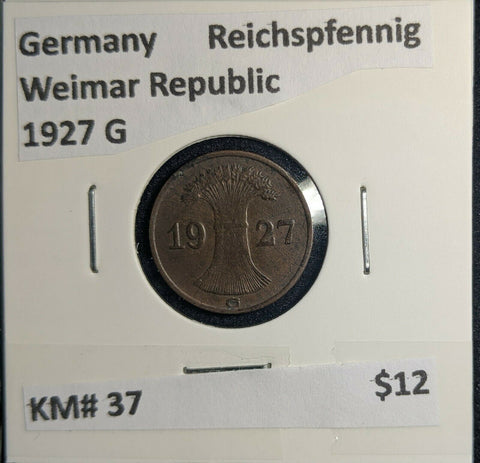 Germany Reichspfennig
Weimar Republic
1927 G
19 27
G
KM# 37 $12